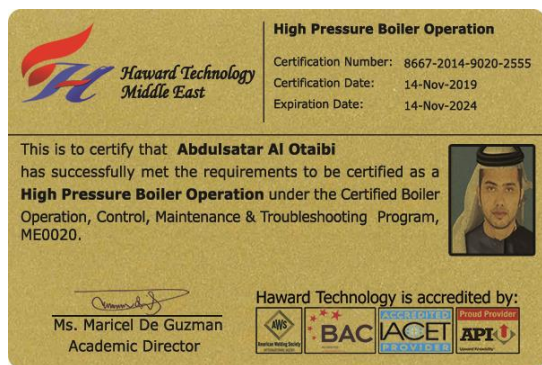 High Pressure Boiler Operation
Certification Number: 8667-2014-9020-2555
Certification Date: 14-Nov-2019
Expiration Date: 14-Nov-2024
Haward Technology
Middle East
This is to certify that Abdulsatar Al Otaibi
has successfully met the requirements to be certified as a
High Pressure Boiler Operation under the Certified Boiler
Operation, Control, Maintenance & Troubleshooting Program,
ME0020.
Ms. Maricel De Guzman
Academic Director
Haward Technology is accredited by:
AWS
American Welding Society
BAC
ACCREDITED
IACET
PROVIDER
Proud Provider
API U